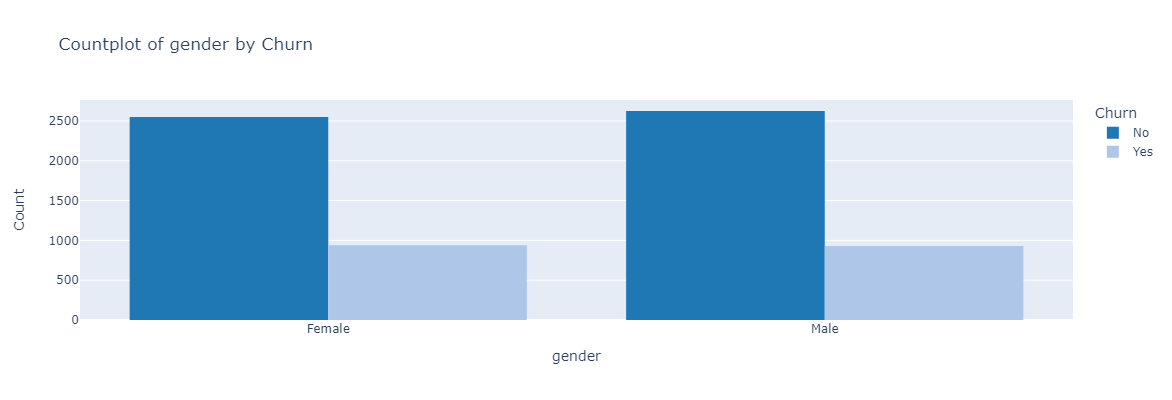 Countplot of gender by Churn
Churn
No
Yes
Count
2500
2000
1500
1000
500
0
Female
Male
gender